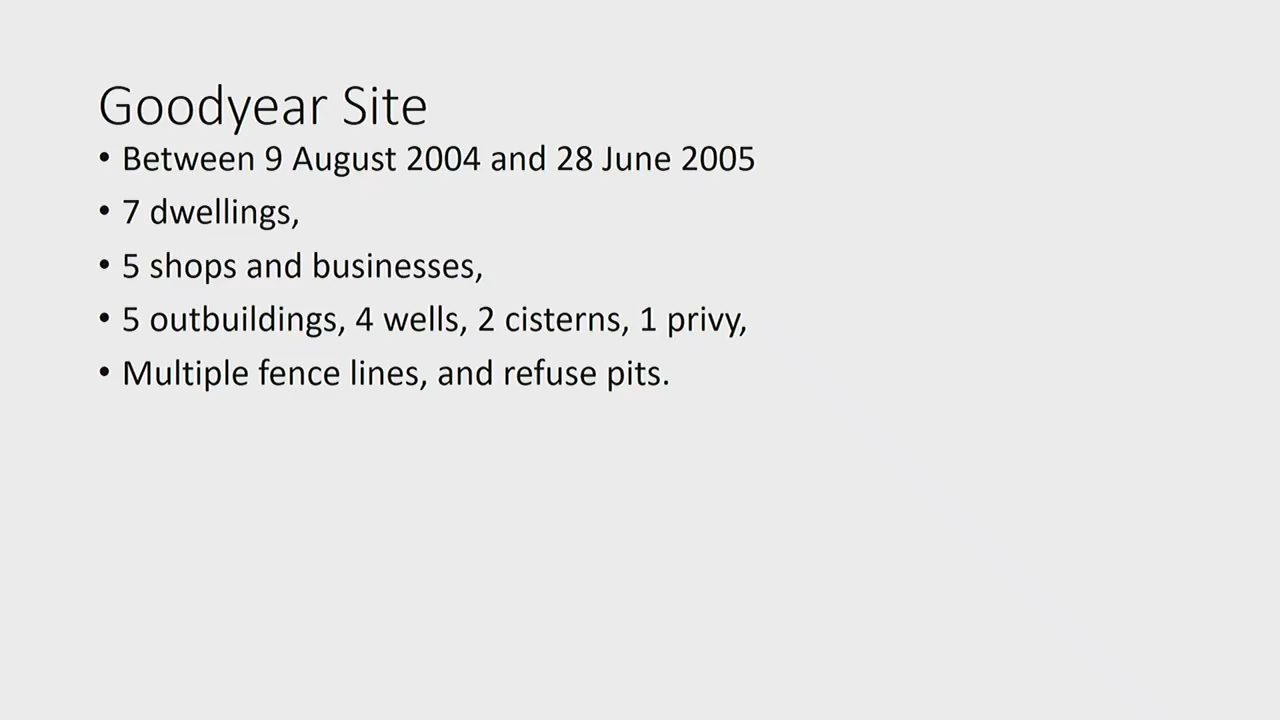 Goodyear Site
• Between 9 August 2004 and 28 June 2005
• 7 dwellings,
• 5 shops and businesses,
• 5 outbuildings, 4 wells, 2 cisterns, 1 privy,
• Multiple fence lines, and refuse pits.